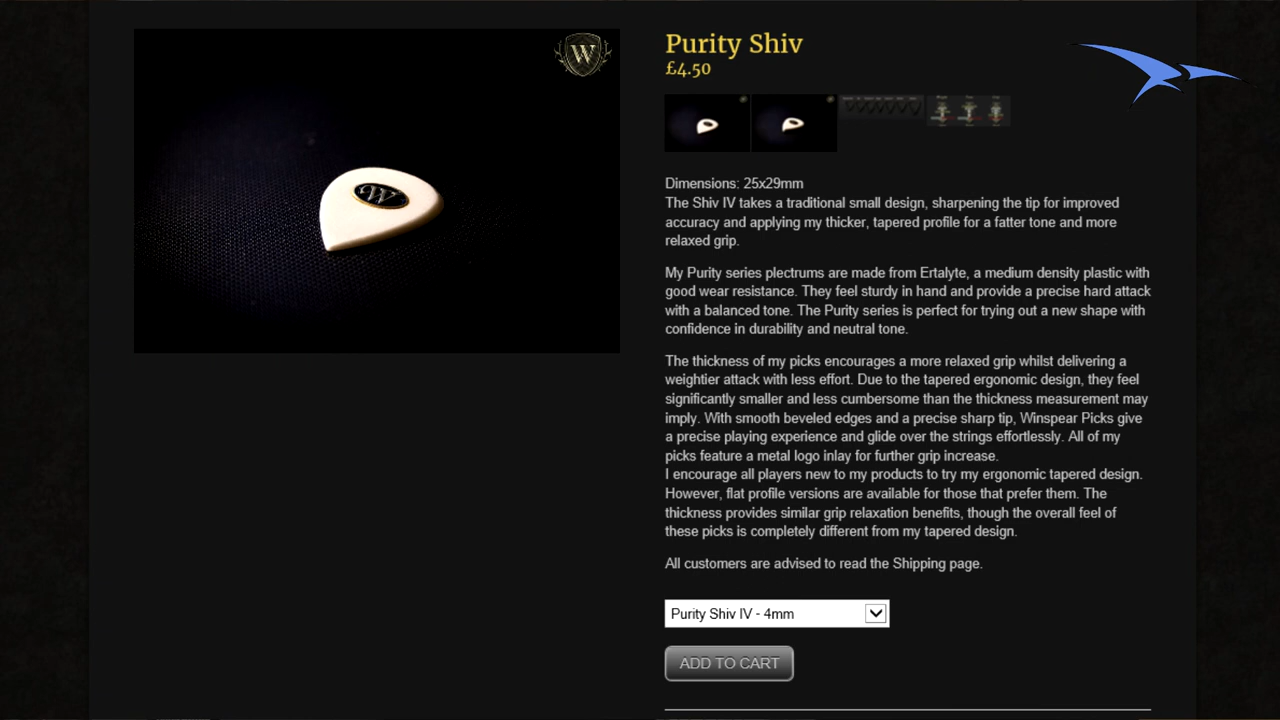 W
Purity Shiv
£4.50
W
Dimensions: 25x29mm
The Shiv IV takes a traditional small design, sharpening the tip for improved
accuracy and applying my thicker, tapered profile for a fatter tone and more
relaxed grip.
My Purity series plectrums are made from Ertalyte, a medium density plastic with
good wear resistance. They feel sturdy in hand and provide a precise hard attack
with a balanced tone. The Purity series is perfect for trying out a new shape with
confidence in durability and neutral tone.
The thickness of my picks encourages a more relaxed grip whilst delivering a
weightier attack with less effort. Due to the tapered ergonomic design, they feel
significantly smaller and less cumbersome than the thickness measurement may
imply. With smooth beveled edges and a precise sharp tip, Winspear Picks give
a precise playing experience and glide over the strings effortlessly. All of my
picks feature a metal logo inlay for further grip increase.
I encourage all players new to my products to try my ergonomic tapered design.
However, flat profile versions are available for those that prefer them. The
thickness provides similar grip relaxation benefits, though the overall feel of
these picks is completely different from my tapered design.
All customers are advised to read the Shipping page.
Purity Shiv IV - 4mm
ADD TO CART